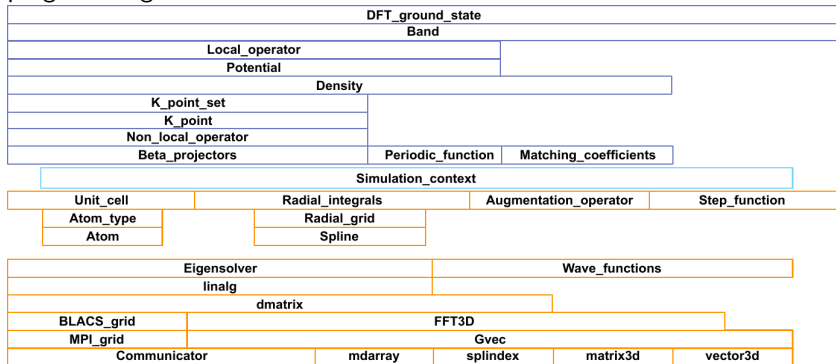 DFT_ground_state
Band
Local_operator
Potential
Density
K_point_set
K_point
Non_local_operator
Beta_projectors Periodic_function Matching_coefficients
Simulation_context
Unit_cell Radial_integrals Augmentation_operator Step_function
Atom_type Radial_grid
Atom Spline
Eigensolver Wave_functions
linalg
dmatrix
BLACS_grid FFT3D
MPI_grid Gvec
Communicator mdarray splindex matrix3d vector3d